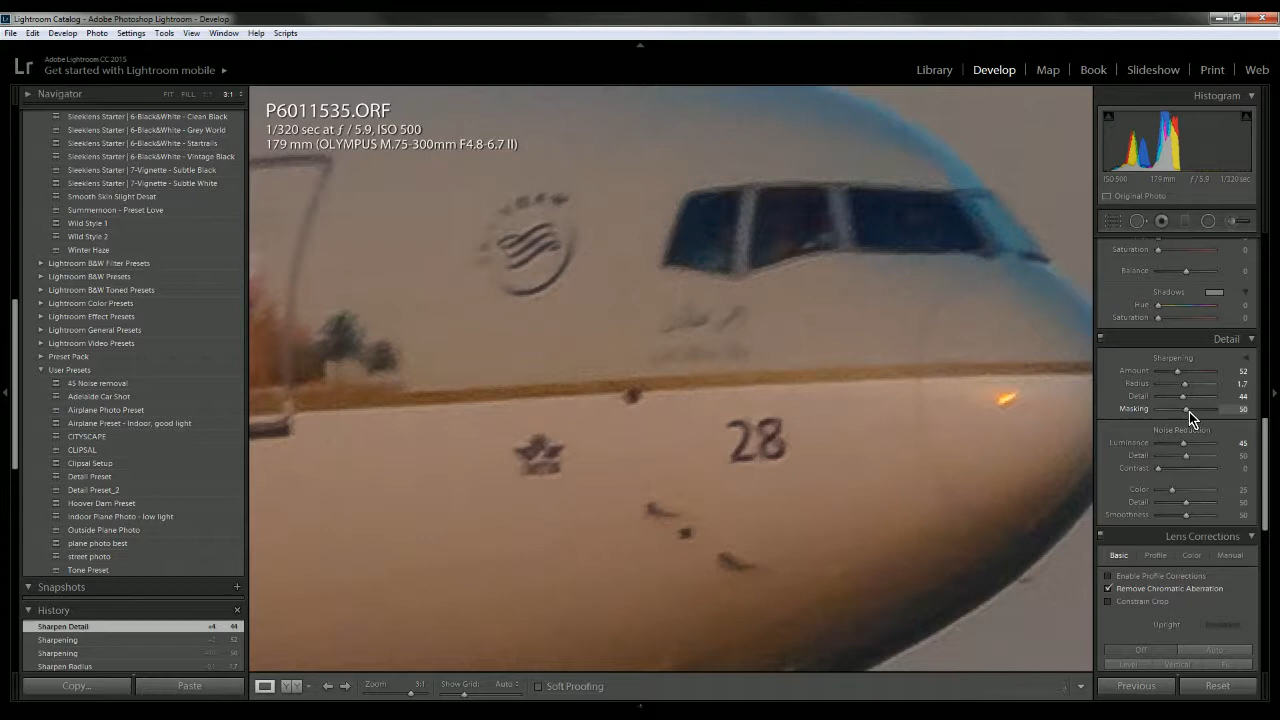 Lightroom Catalog - Adobe Photoshop Lightroom - Develop
File Edit Develop Photo Settings Tools View Window Help Scripts
Lr
Adobe Lightroom CC 2015
Get started with Lightroom mobile
Library Develop Map Book Slideshow Print Web
Navigator FIT FILL 1:1 3:1
Sleeklens Starter | 6-Black&White - Clean Black
Sleeklens Starter | 6-Black&White - Grey World
Sleeklens Starter | 6-Black&White - Startrails
Sleeklens Starter | 6-Black&White - Vintage Black
Sleeklens Starter | 7-Vignette - Subtle Black
Sleeklens Starter | 7-Vignette - Subtle White
Smooth Skin Slight Desat
Summernoon - Preset Love
Wild Style 1
Wild Style 2
Winter Haze
Lightroom B&W Filter Presets
Lightroom B&W Presets
Lightroom B&W Toned Presets
Lightroom Color Presets
Lightroom Effect Presets
Lightroom General Presets
Lightroom Video Presets
Preset Pack
User Presets
45 Noise removal
Adelaide Car Shot
Airplane Photo Preset
Airplane Preset - Indoor, good light
CITYSCAPE
CLIPSAL
Clipsal Setup
Detail Preset
Detail Preset_2
Hoover Dam Preset
Indoor Plane Photo - low light
Outside Plane Photo
plane photo best
street photo
Tone Preset
Snapshots
History
Sharpen Detail +4 44
Sharpening 52
Sharpening 50
Sharpen Radius 1.7
Copy... Paste
P6011535.ORF
1/320 sec at ƒ / 5.9, ISO 500
179 mm (OLYMPUS M.75-300mm F4.8-6.7 II)
28
Zoom 3:1 Show Grid: Auto Soft Proofing
Histogram
ISO 500 179 mm ƒ / 5.9 1/320 sec
Original Photo
Saturation 0
Balance 0
Shadows
Hue 0
Saturation 0
Detail
Sharpening
Amount 52
Radius 1.7
Detail 44
Masking 50
Noise Reduction
Luminance 45
Detail 50
Contrast 0
Color 25
Detail 50
Smoothness 50
Lens Corrections
Basic Profile Color Manual
Enable Profile Corrections
Remove Chromatic Aberration
Constrain Crop
Upright
Off Auto
Level Vertical
Previous Reset